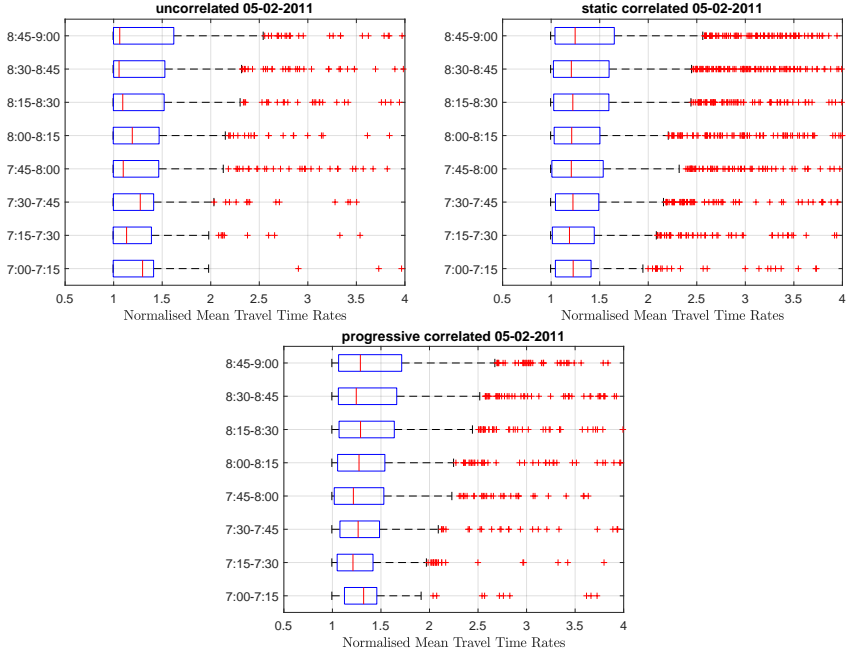 uncorrelated 05-02-2011
8:45-9:00
8:30-8:45
8:15-8:30
8:00-8:15
7:45-8:00
7:30-7:45
7:15-7:30
7:00-7:15
0.5 1 1.5 2 2.5 3 3.5 4
Normalised Mean Travel Time Rates
static correlated 05-02-2011
8:45-9:00
8:30-8:45
8:15-8:30
8:00-8:15
7:45-8:00
7:30-7:45
7:15-7:30
7:00-7:15
0.5 1 1.5 2 2.5 3 3.5 4
Normalised Mean Travel Time Rates
progressive correlated 05-02-2011
8:45-9:00
8:30-8:45
8:15-8:30
8:00-8:15
7:45-8:00
7:30-7:45
7:15-7:30
7:00-7:15
0.5 1 1.5 2 2.5 3 3.5 4
Normalised Mean Travel Time Rates